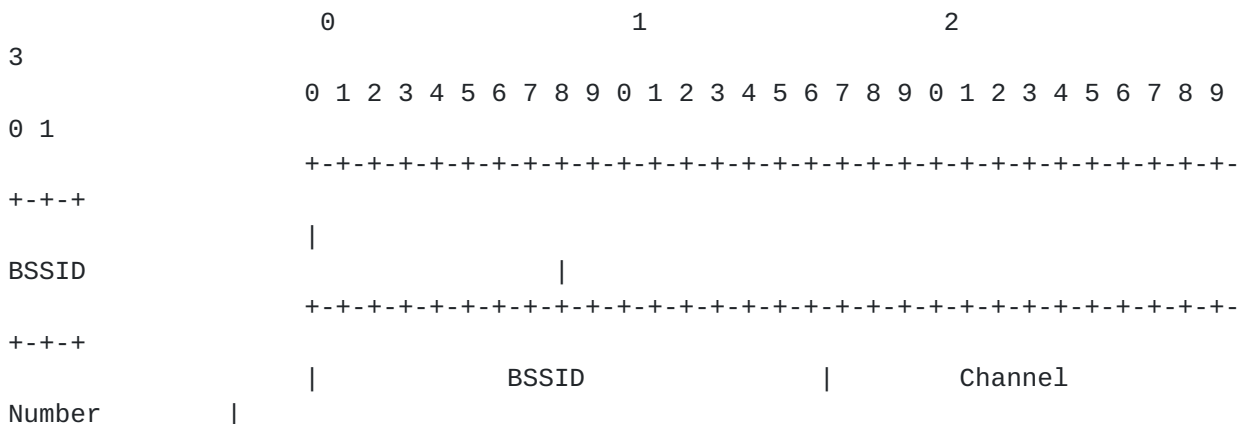 0                   1                   2
3
0 1 2 3 4 5 6 7 8 9 0 1 2 3 4 5 6 7 8 9 0 1 2 3 4 5 6 7 8 9
0 1
+-+-+-+-+-+-+-+-+-+-+-+-+-+-+-+-+-+-+-+-+-+-+-+-+-+-+-+-+-+-
+-+-+
|
BSSID                              |
+-+-+-+-+-+-+-+-+-+-+-+-+-+-+-+-+-+-+-+-+-+-+-+-+-+-+-+-+-+-
+-+-+
|            BSSID               |        Channel
Number        |